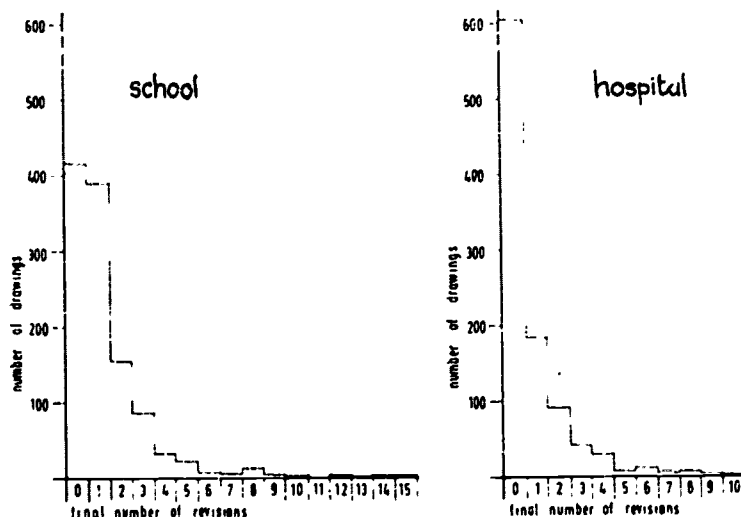 school
600
500
400
300
200
100
number of drawings
0 1 2 3 4 5 6 7 8 9 10 11 12 13 14 15
final number of revisions
hospital
600
500
400
300
200
100
number of drawings
0 1 2 3 4 5 6 7 8 9 10
final number of revisions